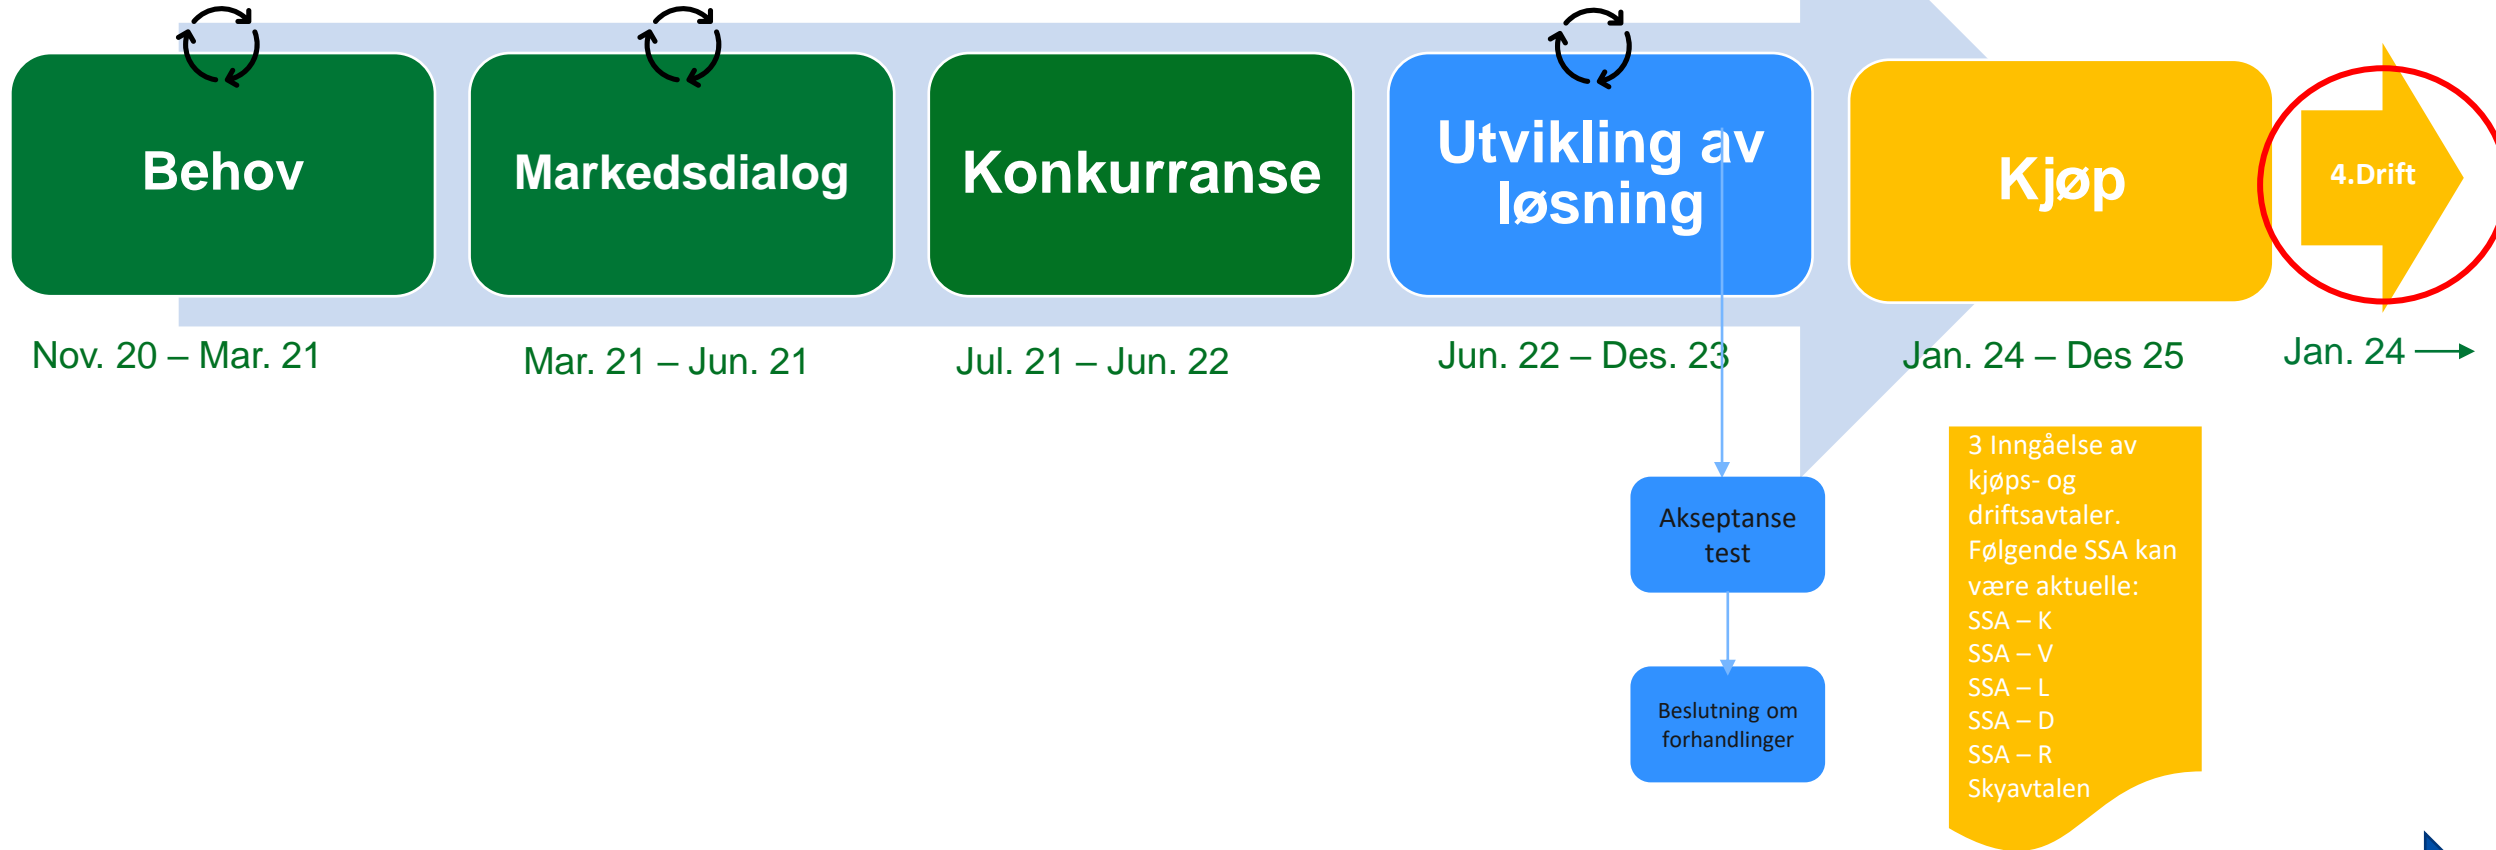 Behov
Markedsdialog
Konkurranse
Utvikling av
løsning
Kjøp
4.Drift
Nov. 20 – Mar. 21
Mar. 21 – Jun. 21
Jul. 21 – Jun. 22
Jun. 22 – Des. 23
Jan. 24 – Des 25
Jan. 24
Akseptanse
test
Beslutning om
forhandlinger
3 Inngåelse av
kjøps- og
driftsavtaler.
Følgende SSA kan
være aktuelle:
SSA – K
SSA – V
SSA – L
SSA – D
SSA – R
Skyavtalen